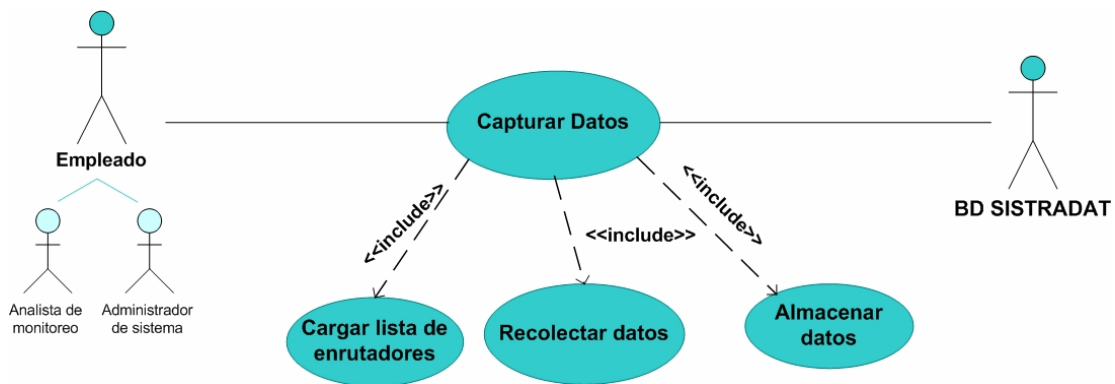 Empleado
Analista de
monitoreo
Administrador
de sistema
Capturar Datos
BD SISTRADAT
<<include>>
<<include>>
<<include>>
Cargar lista de
enrutadores
Recolectar datos
Almacenar
datos